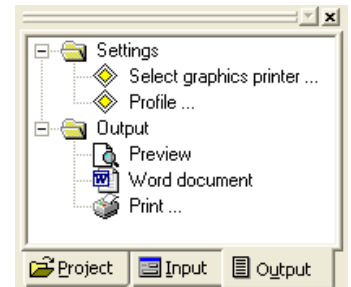 Settings
Select graphics printer ...
Profile ...
Output
Preview
Word document
Print ...
Project Input Output